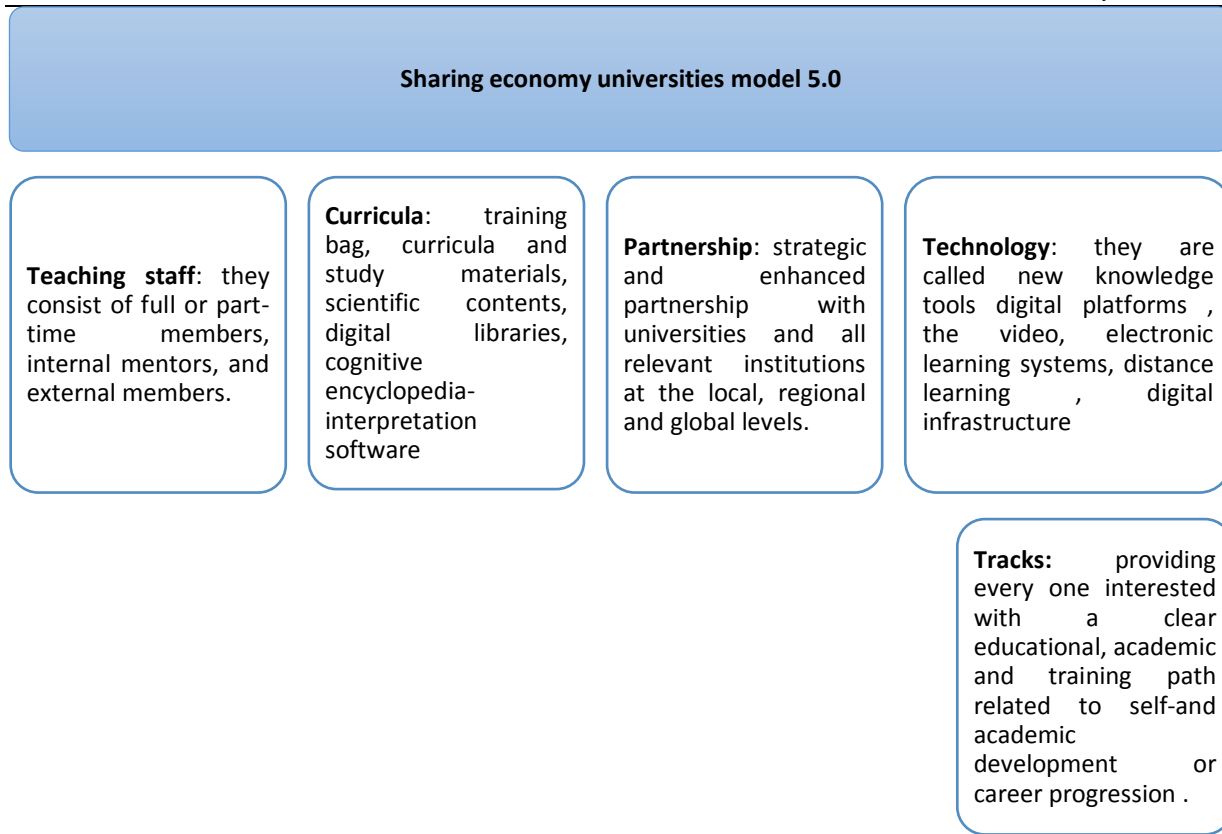 Sharing economy universities model 5.0
Teaching staff: they
consist of full or part-
time members,
internal mentors, and
external members.
Curricula: training
bag, curricula and
study materials,
scientific contents,
digital libraries,
cognitive
encyclopedia-
interpretation
software
Partnership: strategic
and enhanced
partnership with
universities and all
relevant institutions
at the local, regional
and global levels.
Technology: they are
called new knowledge
tools digital platforms ,
the video, electronic
learning systems, distance
learning , digital
infrastructure
Tracks: providing
every one interested
with a clear
educational, academic
and training path
related to self-and
academic
development or
career progression .